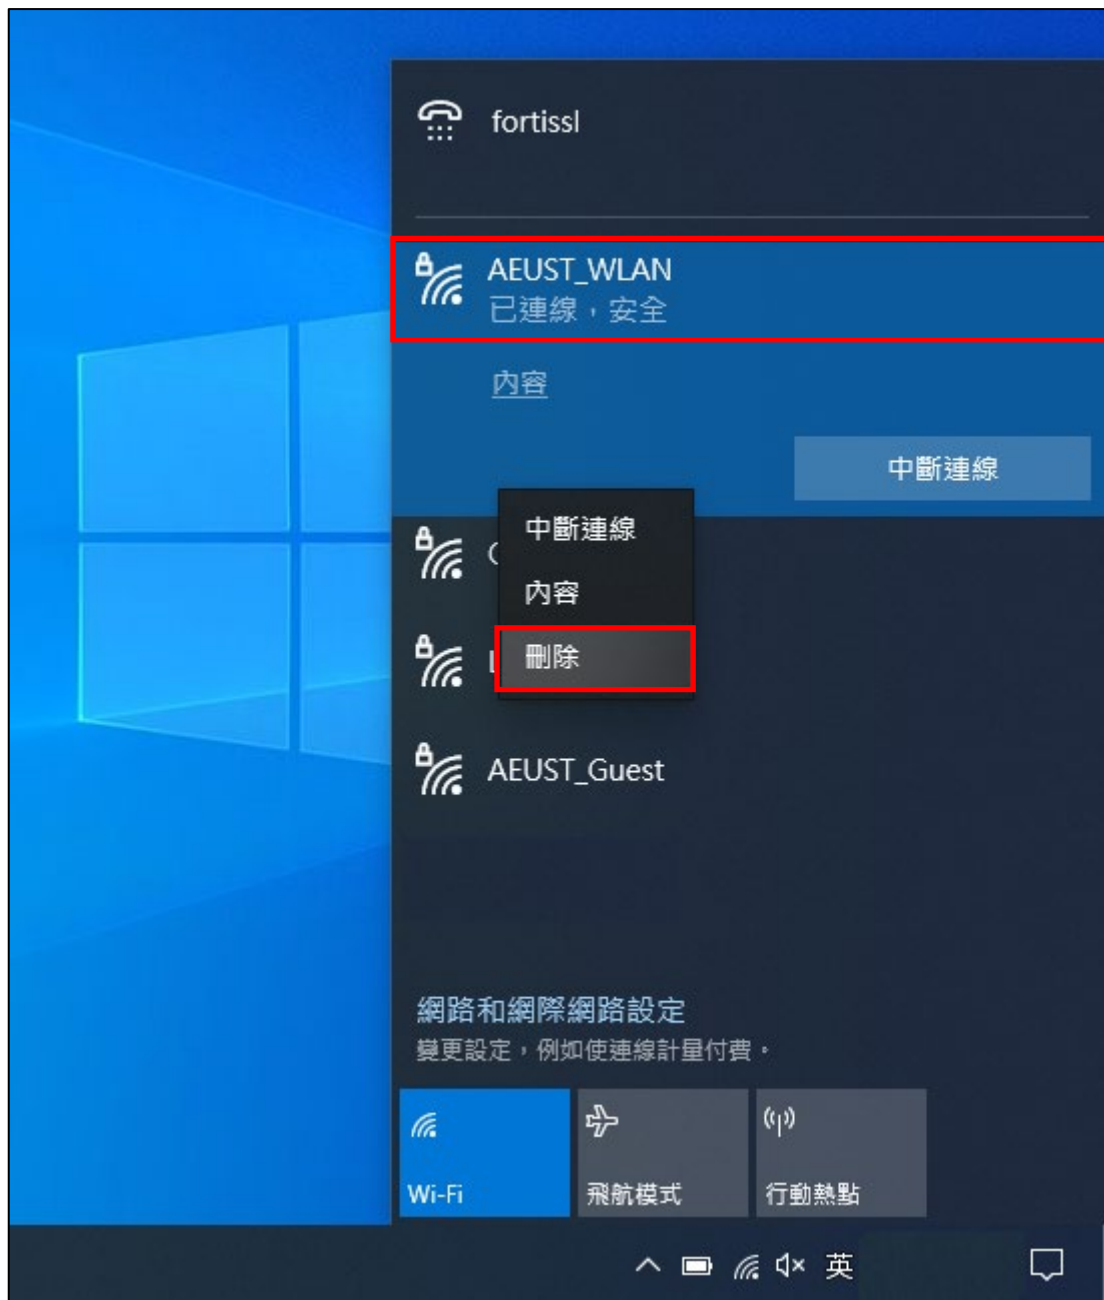 fortissl
AEUST_WLAN
已連線，安全
內容
中斷連線
中斷連線
內容
刪除
AEUST_Guest
網路和網際網路設定
變更設定，例如使連線計量付費。
Wi-Fi
飛航模式
行動熱點
英